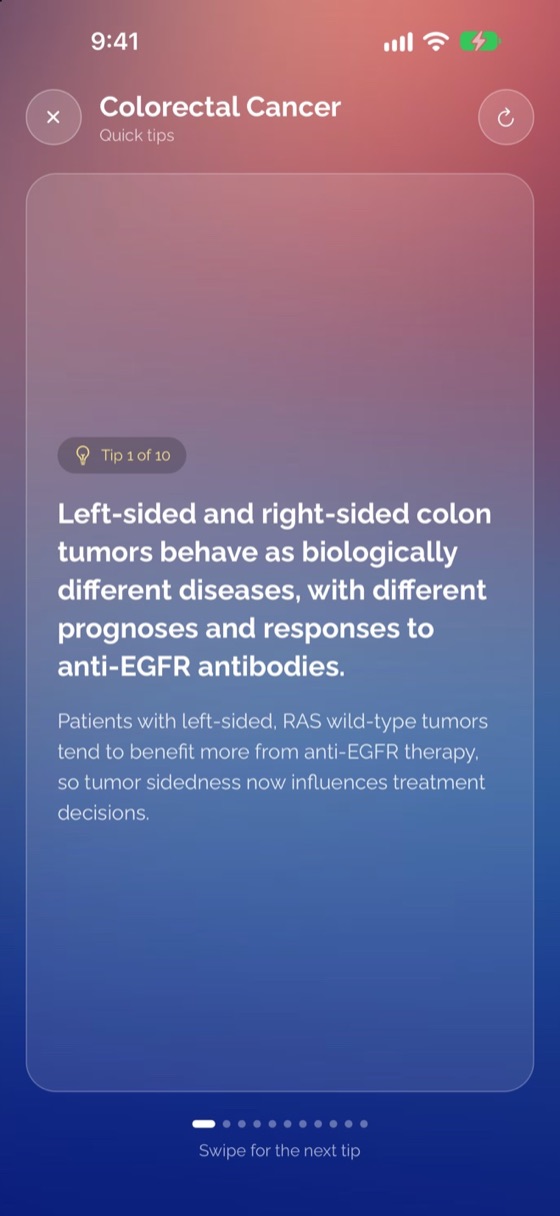 9:41
Colorectal Cancer
Quick tips
Tip 1 of 10
Left-sided and right-sided colon
tumors behave as biologically
different diseases, with different
prognoses and responses to
anti-EGFR antibodies.
Patients with left-sided, RAS wild-type tumors
tend to benefit more from anti-EGFR therapy,
so tumor sidedness now influences treatment
decisions.
Swipe for the next tip